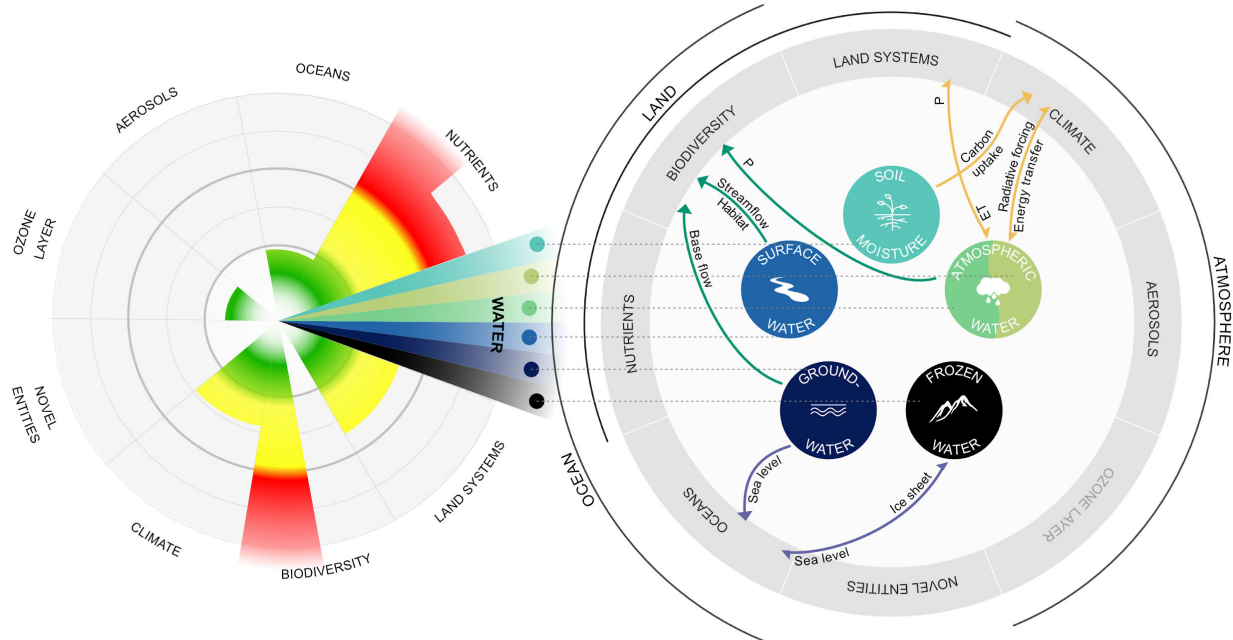 OCEANS
AEROSOLS
NUTRIENTS
OZONE
LAYER
WATER
NOVEL
ENTITIES
LAND SYSTEMS
CLIMATE
BIODIVERSITY
LAND
OCEAN
ATMOSPHERE
LAND SYSTEMS
CLIMATE
BIODIVERSITY
AEROSOLS
NUTRIENTS
OZONE LAYER
OCEANS
NOVEL ENTITIES
P
Carbon
uptake
Radiative forcing
Energy transfer
ET
P
Streamflow
Habitat
Base flow
SOIL
MOISTURE
SURFACE
WATER
ATMOSPHERIC
WATER
GROUND-
WATER
FROZEN
WATER
Sea level
Ice sheet
Sea level